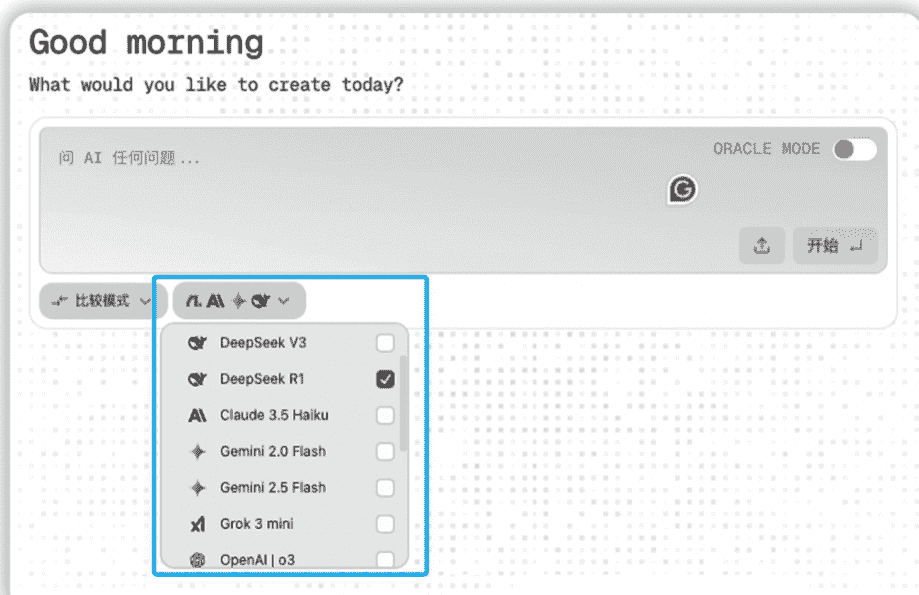 Good morning
What would you like to create today?
问 AI 任何问题...
ORACLE MODE
开始
比较模式
DeepSeek V3
DeepSeek R1
Claude 3.5 Haiku
Gemini 2.0 Flash
Gemini 2.5 Flash
Grok 3 mini
OpenAI | o3